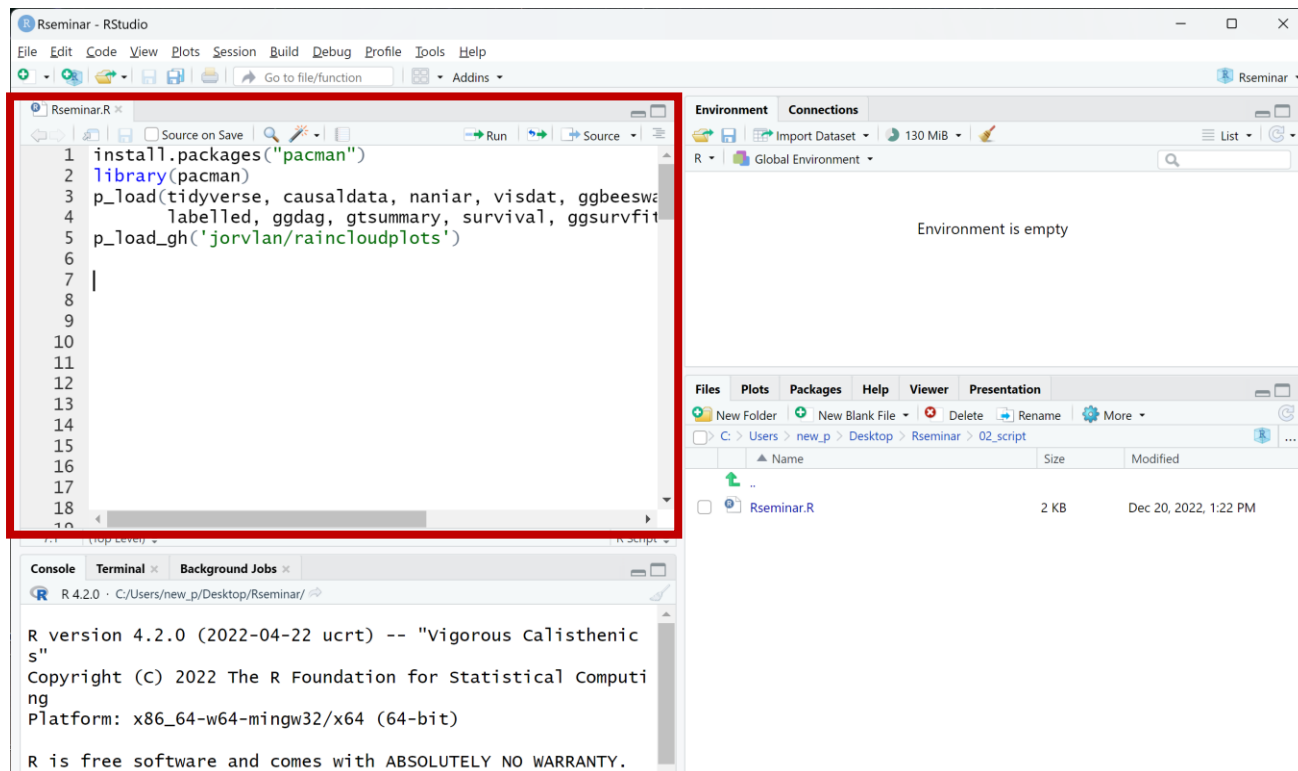 Rseminar - RStudio
File Edit Code View Plots Session Build Debug Profile Tools Help
Go to file/function Addins Rseminar
Rseminar.R
Source on Save Run Source
1 install.packages("pacman")
2 library(pacman)
3 p_load(tidyverse, causaldata, naniar, visdat,
4 labelled, ggdag, gtsummary, survival, ggsurvfit
5 p_load_gh('jorvlan/raincloudplots')
6
7
8
9
10
11
12
13
14
15
16
17
18
19
7:1 (Top Level) R Script
Console Terminal Background Jobs
R 4.2.0 · C:/Users/new_p/Desktop/Rseminar/
R version 4.2.0 (2022-04-22 ucrt) -- "Vigorous Calisthenic
s"
Copyright (C) 2022 The R Foundation for Statistical Computi
ng
Platform: x86_64-w64-mingw32/x64 (64-bit)
R is free software and comes with ABSOLUTELY NO WARRANTY.
Environment Connections
Import Dataset 130 MiB List
R Global Environment
Environment is empty
Files Plots Packages Help Viewer Presentation
New Folder New Blank File Delete Rename More
C: > Users > new_p > Desktop > Rseminar > 02_script ...
Name Size Modified
..
Rseminar.R 2 KB Dec 20, 2022, 1:22 PM